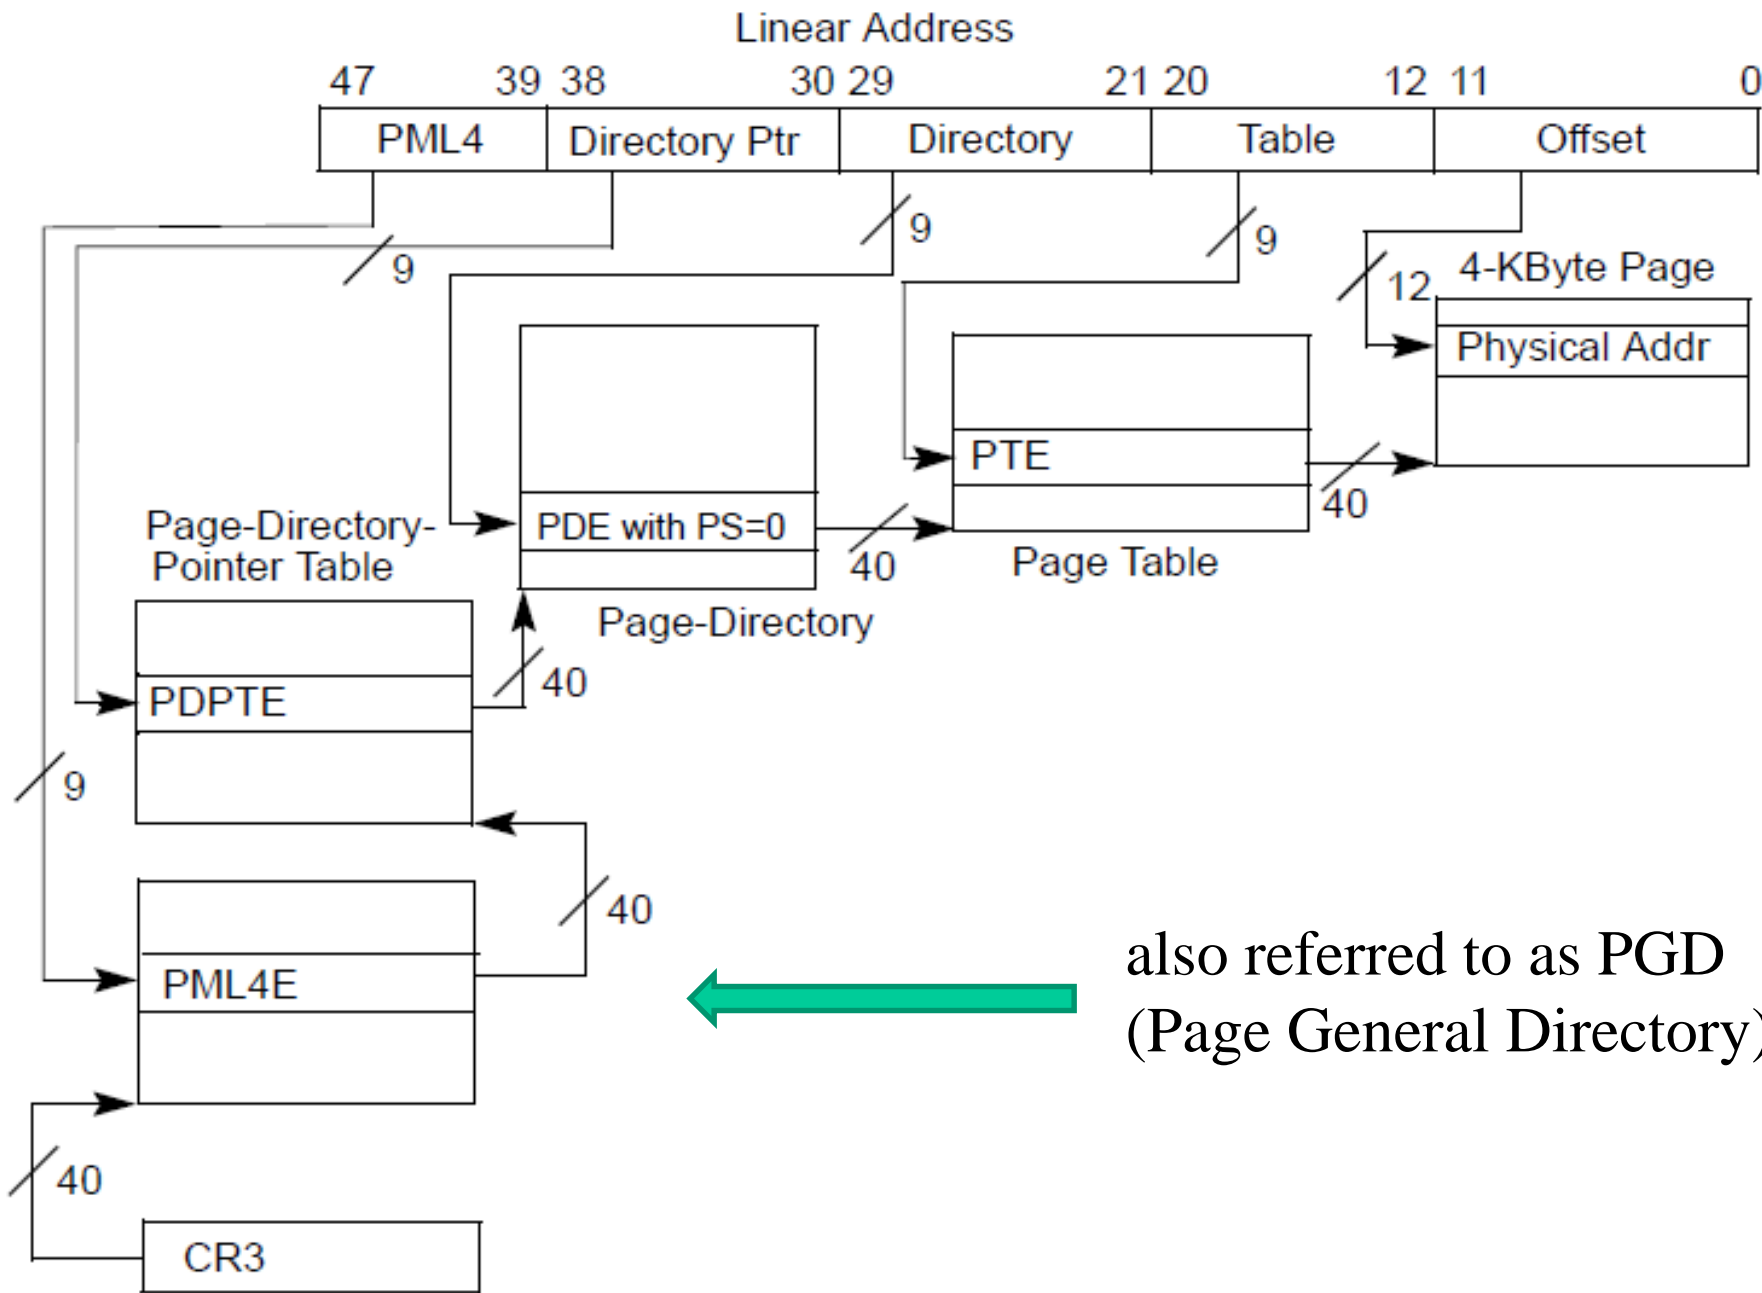 Linear Address
47 39 38 30 29 21 20 12 11 0
PML4 Directory Ptr Directory Table Offset
9
9
9
12
4-KByte Page
Physical Addr
PTE
40
Page Table
PDE with PS=0
40
Page-Directory
Page-Directory-
Pointer Table
PDPTE
40
9
40
PML4E
also referred to as PGD
(Page General Directory)
40
CR3